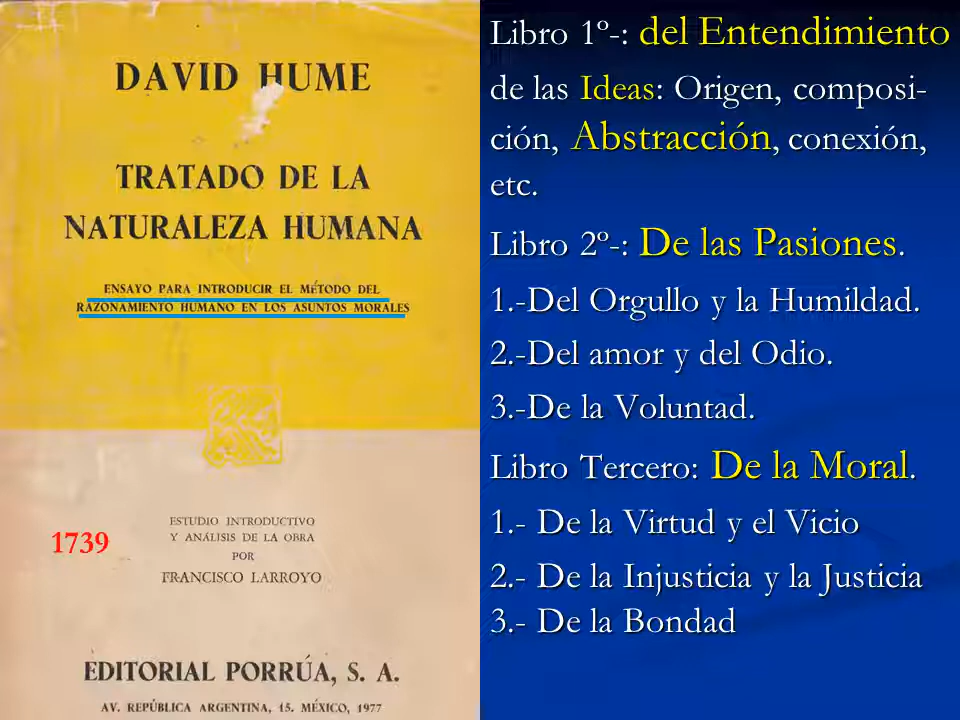 DAVID HUME
TRATADO DE LA
NATURALEZA HUMANA
ENSAYO PARA INTRODUCIR EL MÉTODO DEL
RAZONAMIENTO HUMANO EN LOS ASUNTOS MORALES
1739
ESTUDIO INTRODUCTIVO
Y ANÁLISIS DE LA OBRA
POR
FRANCISCO LARROYO
EDITORIAL PORRÚA, S. A.
AV. REPÚBLICA ARGENTINA, 15. MÉXICO, 1977
Libro 1º-: del Entendimiento
de las Ideas: Origen, composi-
ción, Abstracción, conexión,
etc.
Libro 2º-: De las Pasiones.
1.-Del Orgullo y la Humildad.
2.-Del amor y del Odio.
3.-De la Voluntad.
Libro Tercero: De la Moral.
1.- De la Virtud y el Vicio
2.- De la Injusticia y la Justicia
3.- De la Bondad